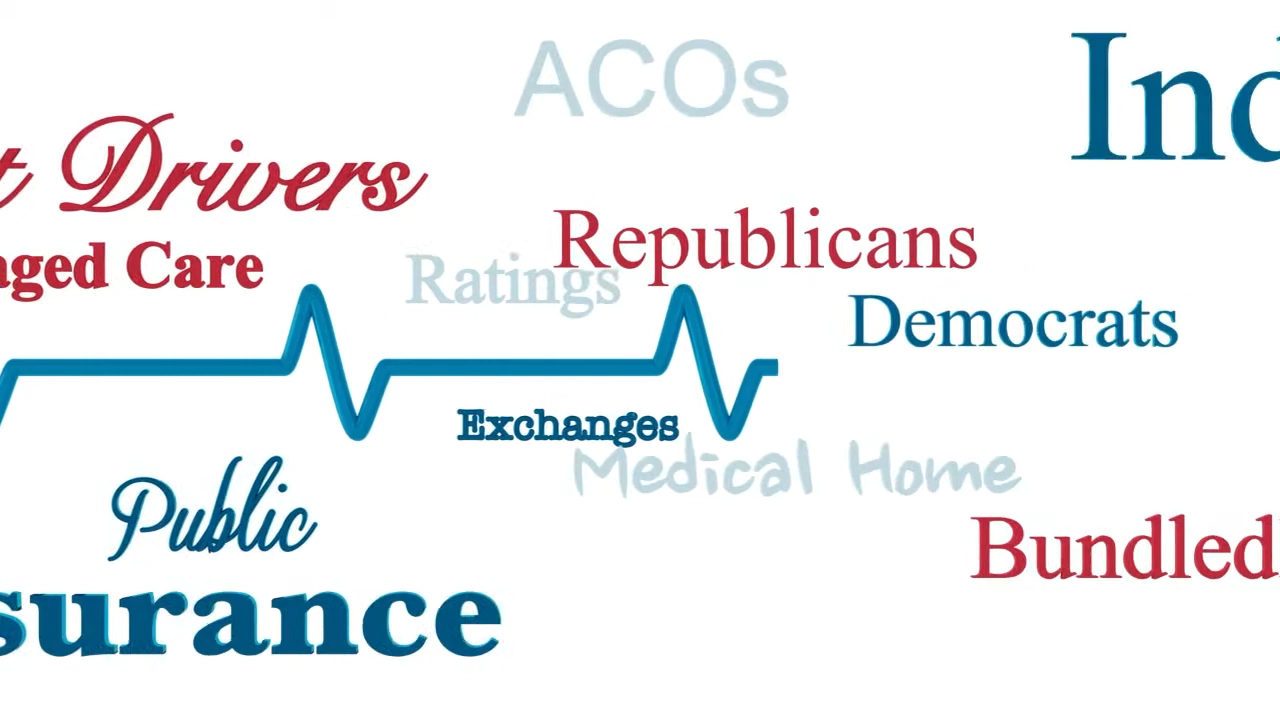 ACOs
Ind
t Drivers
Republicans
aged Care
Ratings
Democrats
Exchanges
Medical Home
Public
Bundled
surance